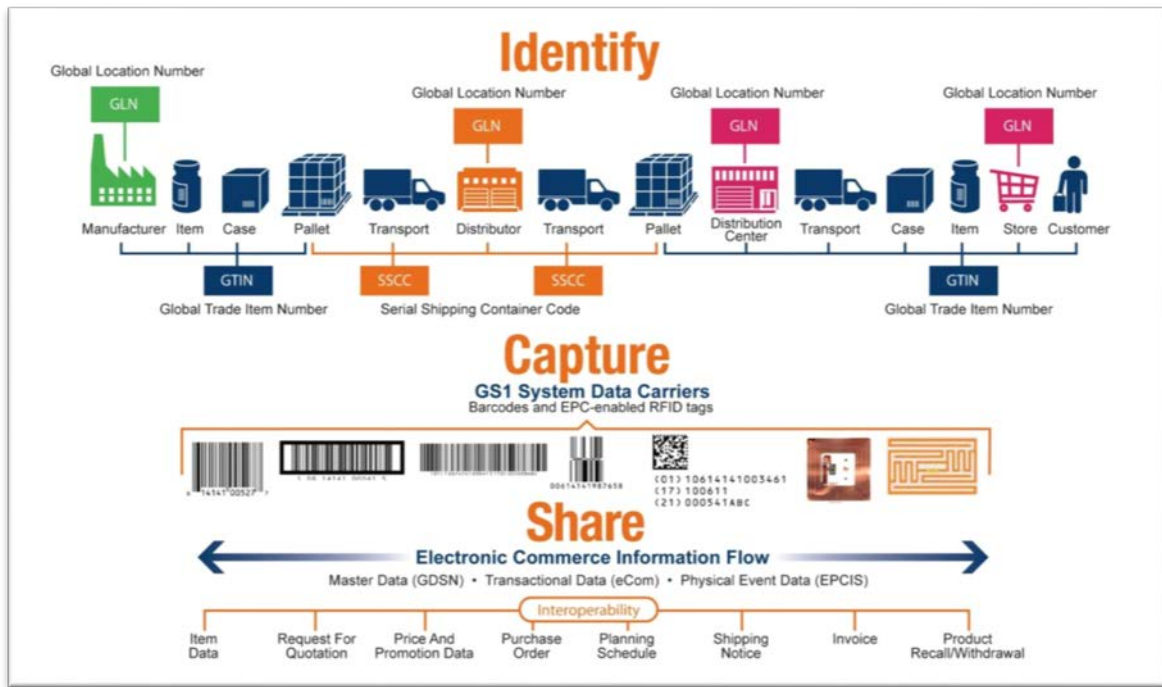 Identify
Global Location Number
Global Location Number
Global Location Number
Global Location Number
GLN
GLN
GLN
GLN
Manufacturer
Item
Case
Pallet
Transport
Distributor
Transport
Pallet
Distribution
Center
Transport
Case
Item
Store
Customer
GTIN
SSCC
SSCC
GTIN
Global Trade Item Number
Serial Shipping Container Code
Global Trade Item Number
Capture
GS1 System Data Carriers
Barcodes and EPC-enabled RFID tags
(01) 10614141003461
(17) 100611
(21) 000541ABC
00614141987658
14141 00527
Share
Electronic Commerce Information Flow
Master Data (GDSN) • Transactional Data (eCom) • Physical Event Data (EPCIS)
Interoperability
Item
Data
Request For
Quotation
Price And
Promotion Data
Purchase
Order
Planning
Schedule
Shipping
Notice
Invoice
Product
Recall/Withdrawal